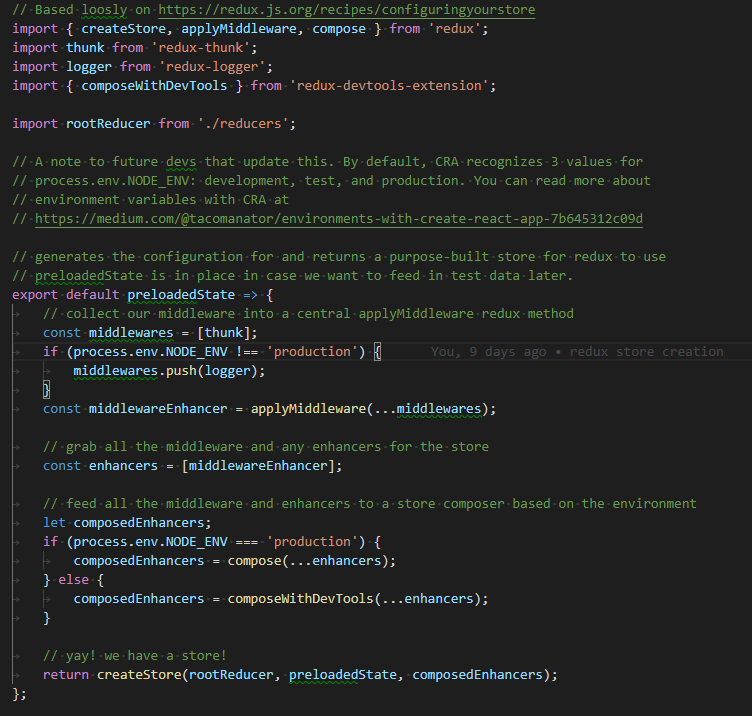 // Based loosly on https://redux.js.org/recipes/configuringyourstore
import { createStore, applyMiddleware, compose } from 'redux';
import thunk from 'redux-thunk';
import logger from 'redux-logger';
import { composeWithDevTools } from 'redux-devtools-extension';

import rootReducer from './reducers';

// A note to future devs that update this. By default, CRA recognizes 3 values for
// process.env.NODE_ENV: development, test, and production. You can read more about
// environment variables with CRA at
// https://medium.com/@tacomanator/environments-with-create-react-app-7b645312c09d

// generates the configuration for and returns a purpose-built store for redux to use
// preloadedState is in place in case we want to feed in test data later.
export default preloadedState => {
    // collect our middleware into a central applyMiddleware redux method
    const middlewares = [thunk];
    if (process.env.NODE_ENV !== 'production') {    You, 9 days ago • redux store creation
        middlewares.push(logger);
    }
    const middlewareEnhancer = applyMiddleware(...middlewares);

    // grab all the middleware and any enhancers for the store
    const enhancers = [middlewareEnhancer];

    // feed all the middleware and enhancers to a store composer based on the environment
    let composedEnhancers;
    if (process.env.NODE_ENV === 'production') {
        composedEnhancers = compose(...enhancers);
    } else {
        composedEnhancers = composeWithDevTools(...enhancers);
    }

    // yay! we have a store!
    return createStore(rootReducer, preloadedState, composedEnhancers);
};